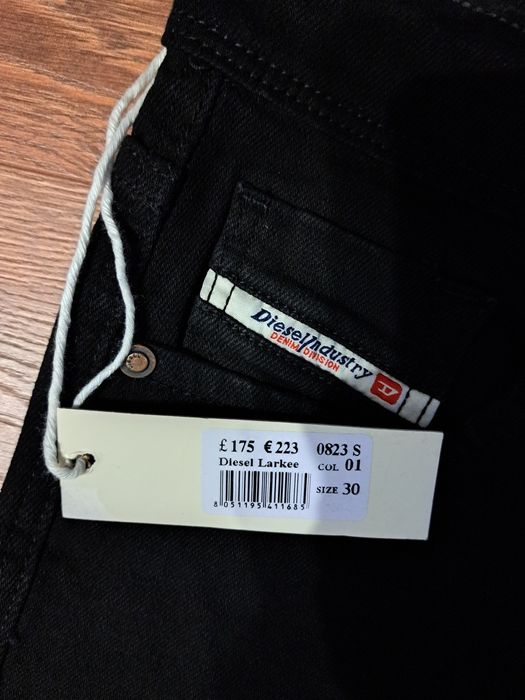 DieselIndustry
DENIM DIVISION
D
£ 175 € 223 0823 S
Diesel Larkee COL 01
SIZE 30
8 051195 411685